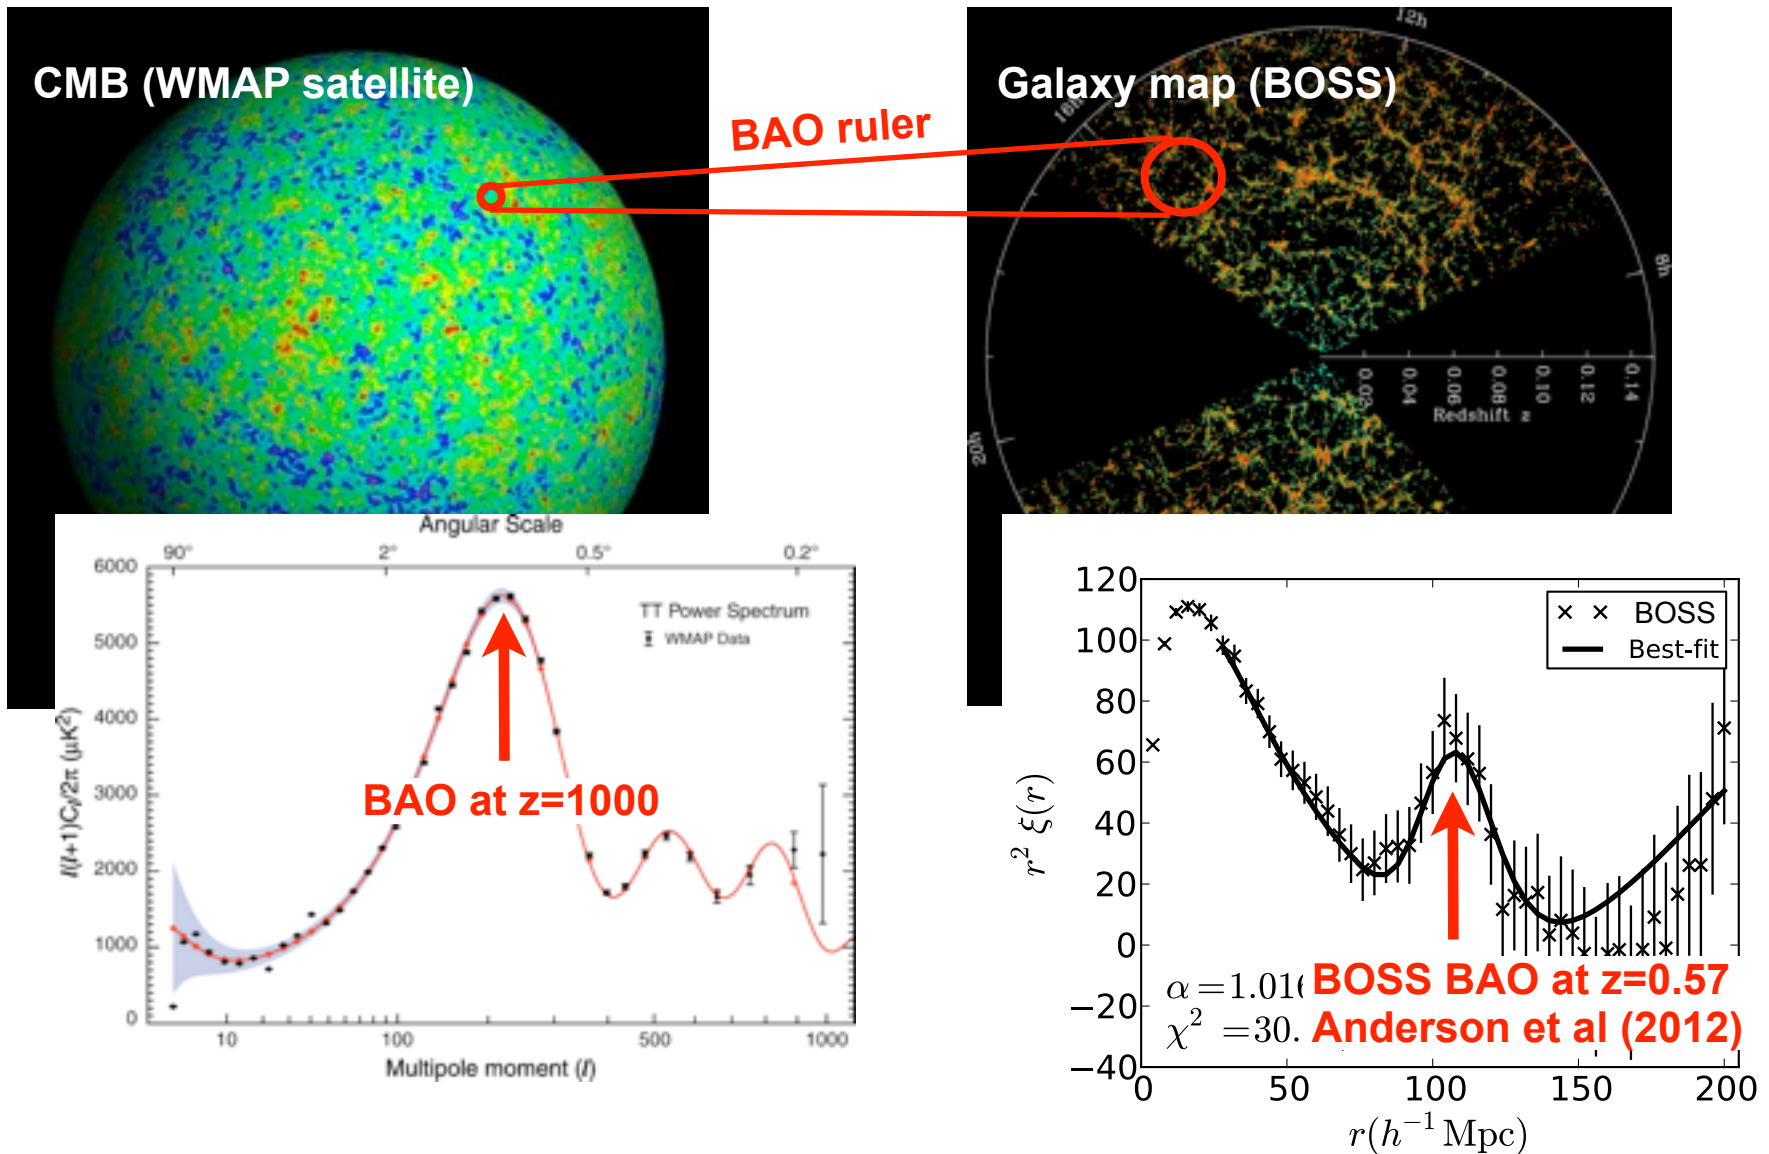 CMB (WMAP satellite)
BAO ruler
Galaxy map (BOSS)
12h
16h
8h
20h
0.02
0.04
0.06
0.08
0.10
0.12
0.14
Redshift z
Angular Scale
90°
2°
0.5°
0.2°
6000
5000
4000
3000
2000
1000
0
l(l+1)Cl/2π (μK²)
TT Power Spectrum
WMAP Data
BAO at z=1000
10
100
500
1000
Multipole moment (l)
120
100
80
60
40
20
0
−20
−40
r² ξ(r)
BOSS
Best-fit
α=1.016
χ² =30.
BOSS BAO at z=0.57
Anderson et al (2012)
0
50
100
150
200
r(h⁻¹ Mpc)